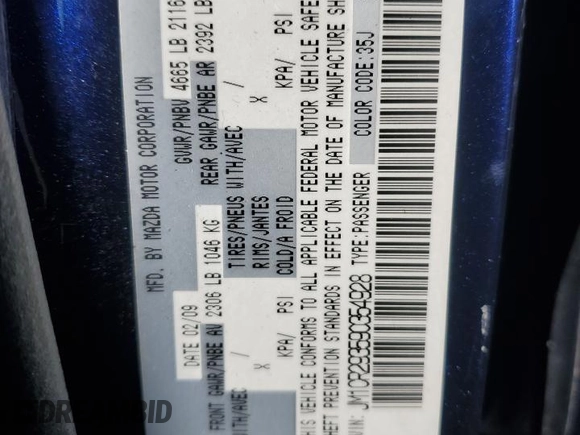 MFD. BY MAZDA MOTOR CORPORATION
DATE 02/09
GVWR/PNBV 4665 LB 2116
FRONT GAWR/PNBE AV 2306 LB 1046 KG
REAR GAWR/PNBE AR 2392 LB
WITH/AVEC / TIRES/PNEUS WITH/AVEC /
X RIMS/JANTES X
KPA/ PSI COLD/A FROID KPA/ PSI
THIS VEHICLE CONFORMS TO ALL APPLICABLE FEDERAL MOTOR VEHICLE SAFE
THEFT PREVENTION STANDARDS IN EFFECT ON THE DATE OF MANUFACTURE SH
VIN: JM1CR293590354928 TYPE:PASSENGER
COLOR CODE:35J